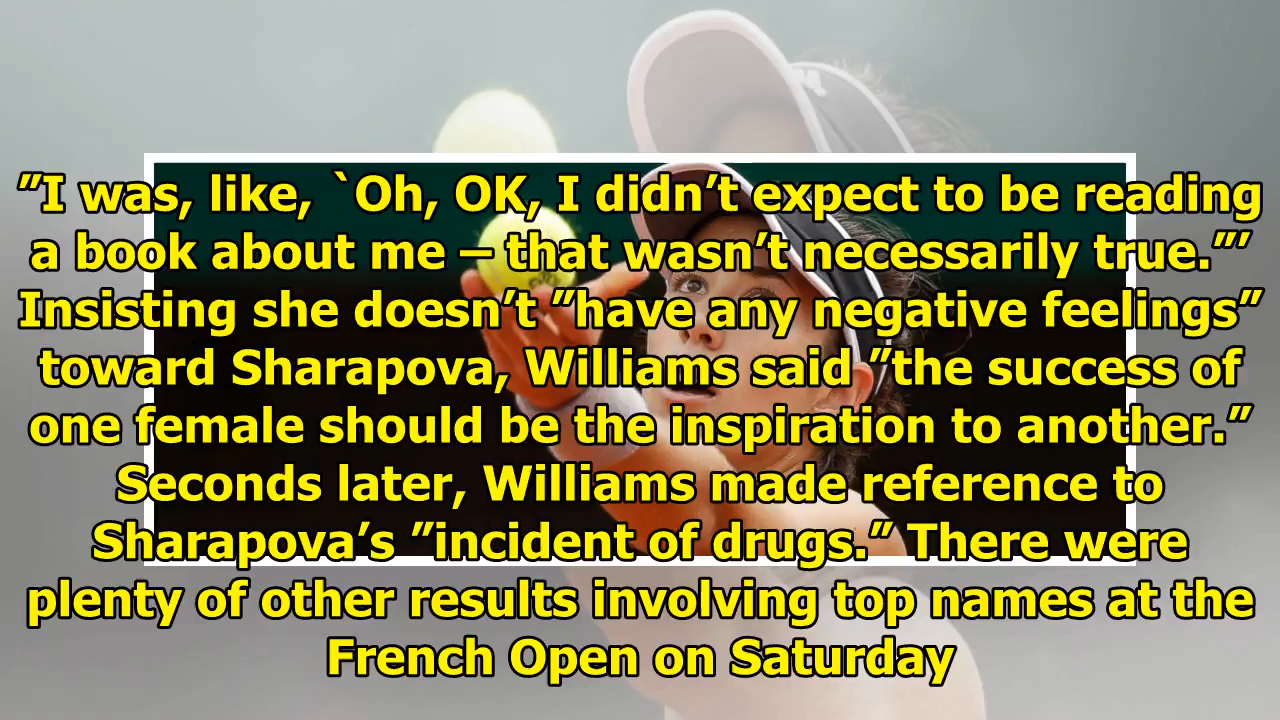 ”I was, like, `Oh, OK, I didn’t expect to be reading
a book about me – that wasn’t necessarily true.”’
Insisting she doesn’t ”have any negative feelings”
toward Sharapova, Williams said ”the success of
one female should be the inspiration to another.”
Seconds later, Williams made reference to
Sharapova’s ”incident of drugs.” There were
plenty of other results involving top names at the
French Open on Saturday